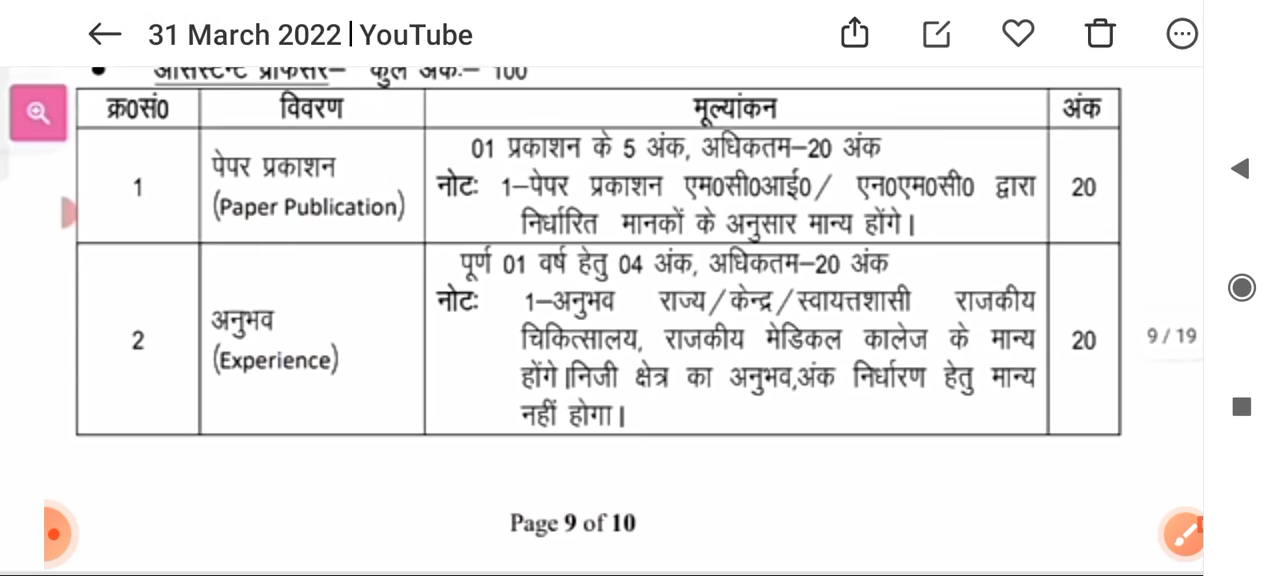 31 March 2022 | YouTube
असिस्टेन्ट प्रोफेसर– कुल अंक:– 100
क्र0सं0 विवरण मूल्यांकन अंक
1 पेपर प्रकाशन (Paper Publication) 20
01 प्रकाशन के 5 अंक, अधिकतम–20 अंक
नोटः 1–पेपर प्रकाशन एम0सी0आई0/ एन0एम0सी0 द्वारा
निर्धारित मानकों के अनुसार मान्य होंगे।
2 अनुभव (Experience) 20
पूर्ण 01 वर्ष हेतु 04 अंक, अधिकतम–20 अंक
नोटः 1–अनुभव राज्य/केन्द्र/स्वायत्तशासी राजकीय
चिकित्सालय, राजकीय मेडिकल कालेज के मान्य
होंगे।निजी क्षेत्र का अनुभव,अंक निर्धारण हेतु मान्य
नहीं होगा।
9 / 19
Page 9 of 10